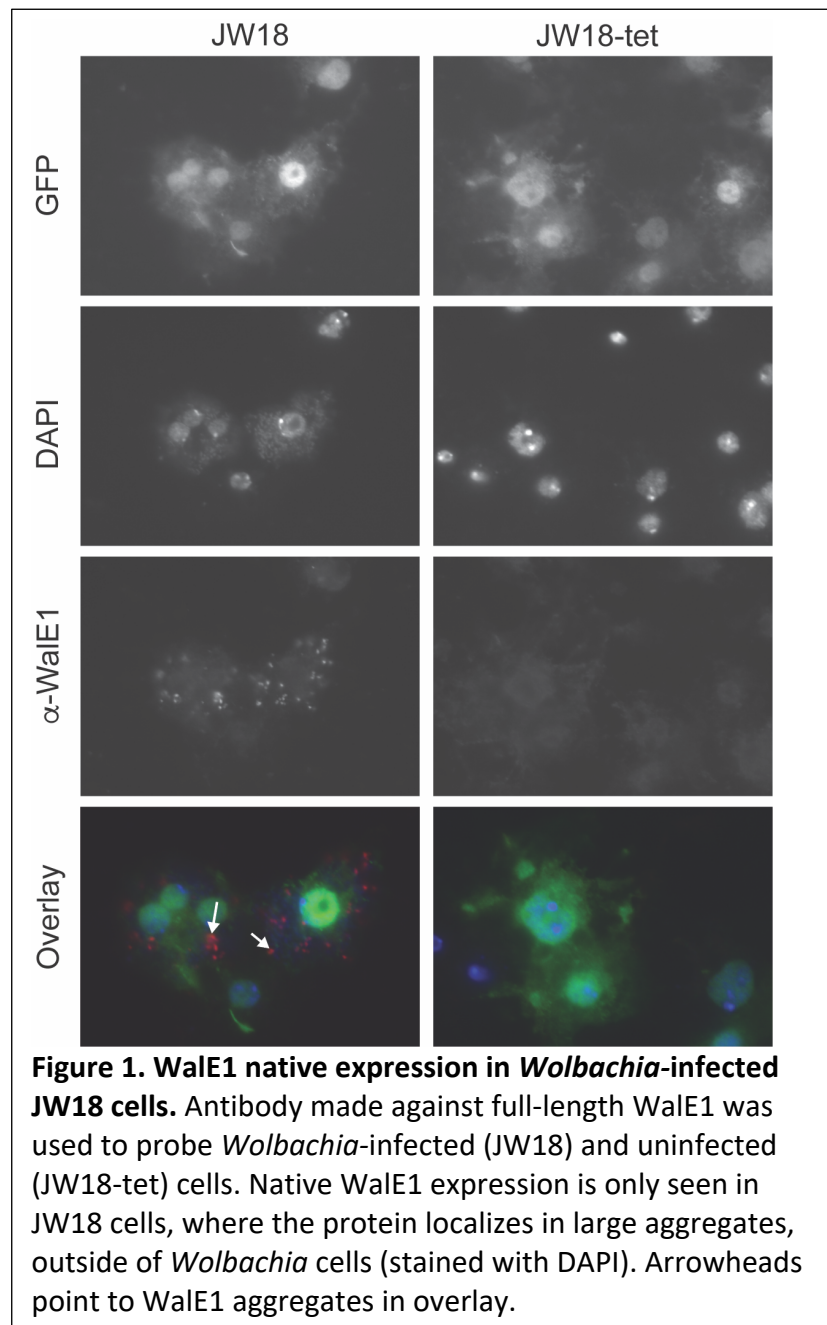 JW18 JW18-tet
GFP
DAPI
α-WalE1
Overlay
Figure 1. WalE1 native expression in Wolbachia-infected
JW18 cells. Antibody made against full-length WalE1 was
used to probe Wolbachia-infected (JW18) and uninfected
(JW18-tet) cells. Native WalE1 expression is only seen in
JW18 cells, where the protein localizes in large aggregates,
outside of Wolbachia cells (stained with DAPI). Arrowheads
point to WalE1 aggregates in overlay.